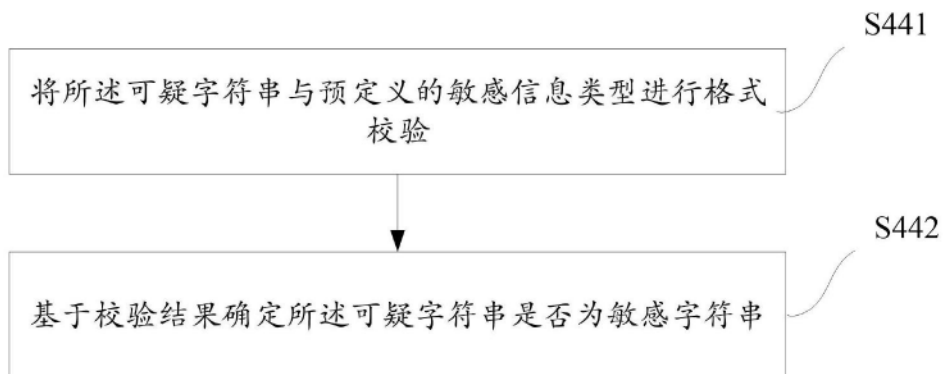 S441
将所述可疑字符串与预定义的敏感信息类型进行格式
校验
S442
基于校验结果确定所述可疑字符串是否为敏感字符串